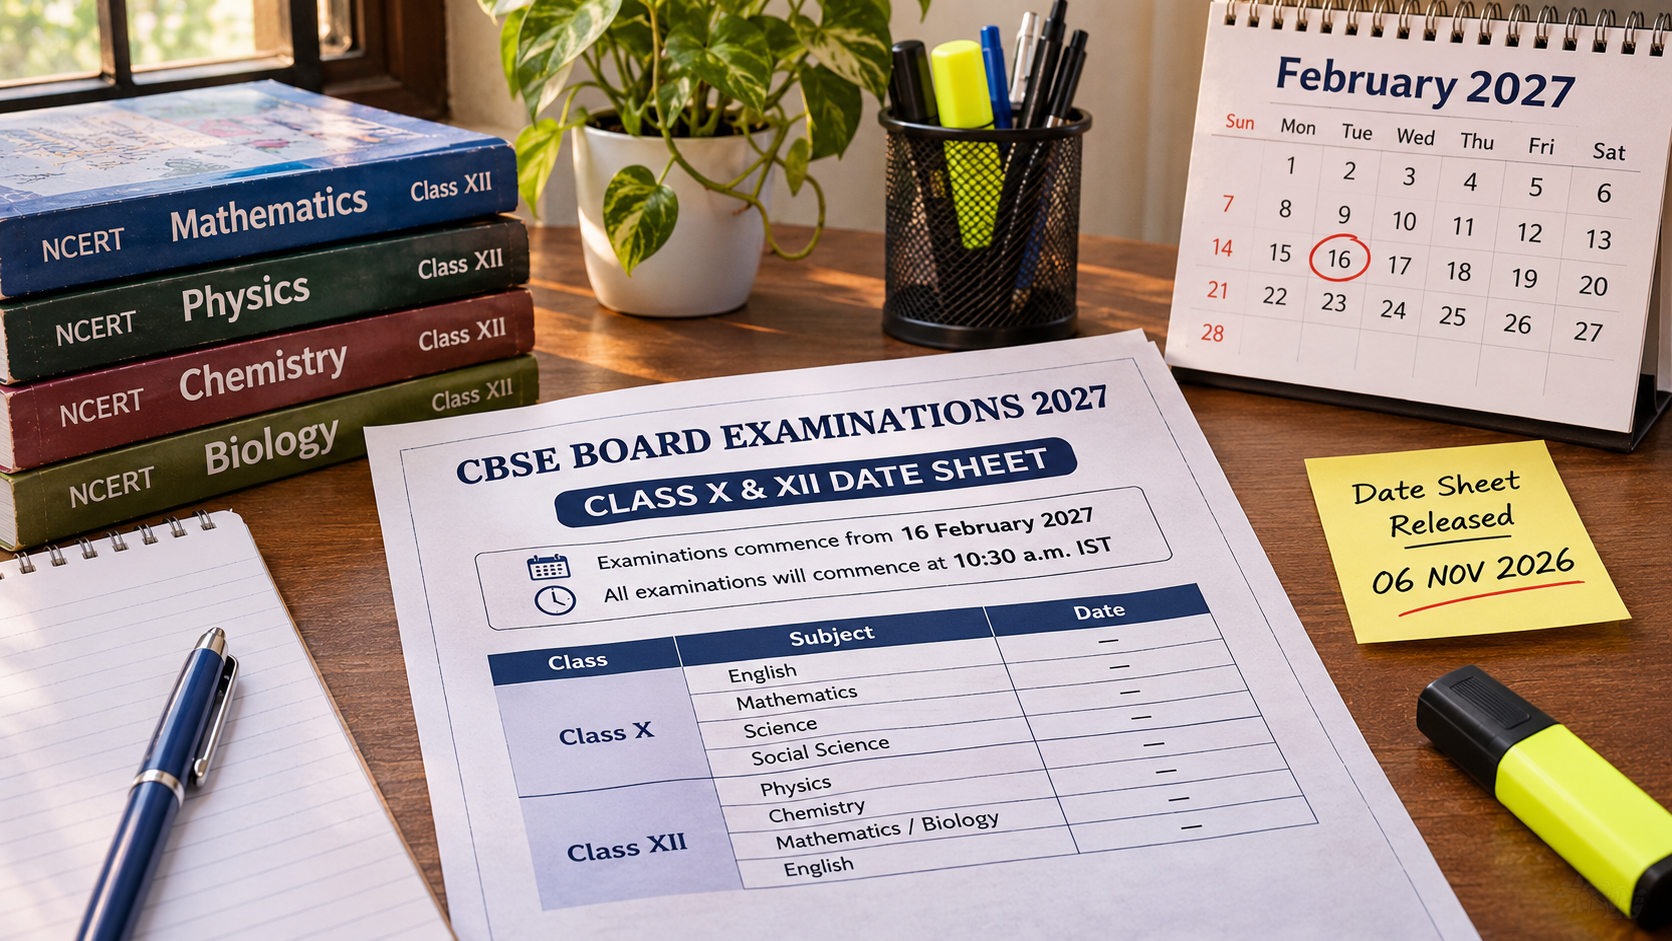 NCERT Mathematics Class XII
NCERT Physics Class XII
NCERT Chemistry Class XII
NCERT Biology Class XII
February 2027
Sun Mon Tue Wed Thu Fri Sat
1 2 3 4 5 6
7 8 9 10 11 12 13
14 15 16 17 18 19 20
21 22 23 24 25 26 27
28
CBSE BOARD EXAMINATIONS 2027
CLASS X & XII DATE SHEET
Examinations commence from 16 February 2027
All examinations will commence at 10:30 a.m. IST
Class Subject Date
Class X
English —
Mathematics —
Science —
Social Science —
Class XII
Physics —
Chemistry —
Mathematics / Biology —
English
Date Sheet
Released
06 NOV 2026